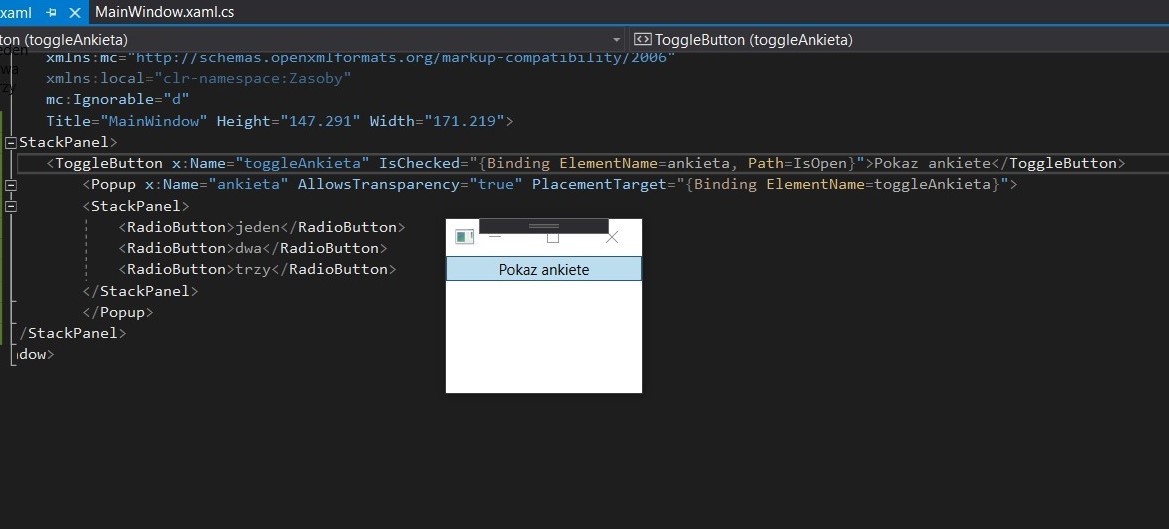 xaml MainWindow.xaml.cs
ton (toggleAnkieta) ToggleButton (toggleAnkieta)
xmlns:mc="http://schemas.openxmlformats.org/markup-compatibility/2006"
xmlns:local="clr-namespace:Zasoby"
mc:Ignorable="d"
Title="MainWindow" Height="147.291" Width="171.219">
StackPanel>
<ToggleButton x:Name="toggleAnkieta" IsChecked="{Binding ElementName=ankieta, Path=IsOpen}">Pokaz ankiete</ToggleButton>
<Popup x:Name="ankieta" AllowsTransparency="true" PlacementTarget="{Binding ElementName=toggleAnkieta}">
<StackPanel>
<RadioButton>jeden</RadioButton>
<RadioButton>dwa</RadioButton>
<RadioButton>trzy</RadioButton>
</StackPanel>
</Popup>
/StackPanel>
dow>
Pokaz ankiete